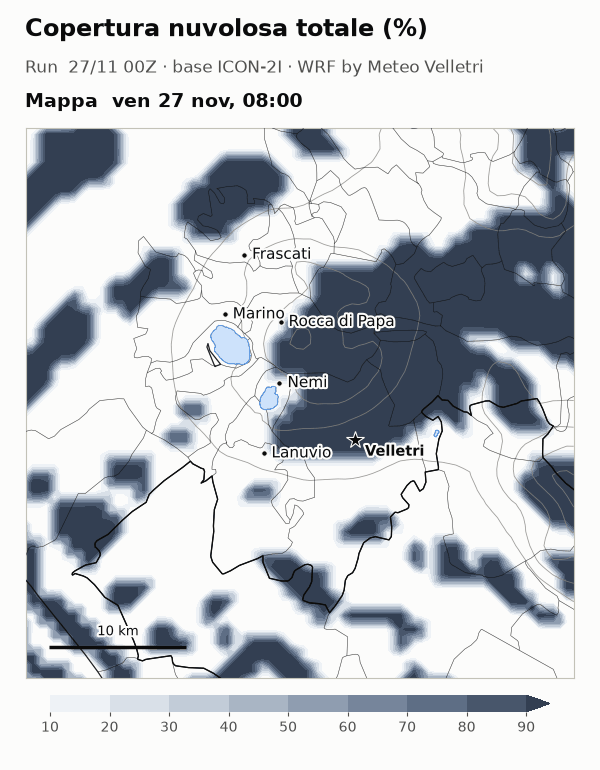 Copertura nuvolosa totale (%)
Run  27/11 00Z · base ICON-2I · WRF by Meteo Velletri
Mappa  ven 27 nov, 08:00
Frascati
Marino
Rocca di Papa
Nemi
Velletri
Lanuvio
10 km
10 20 30 40 50 60 70 80 90